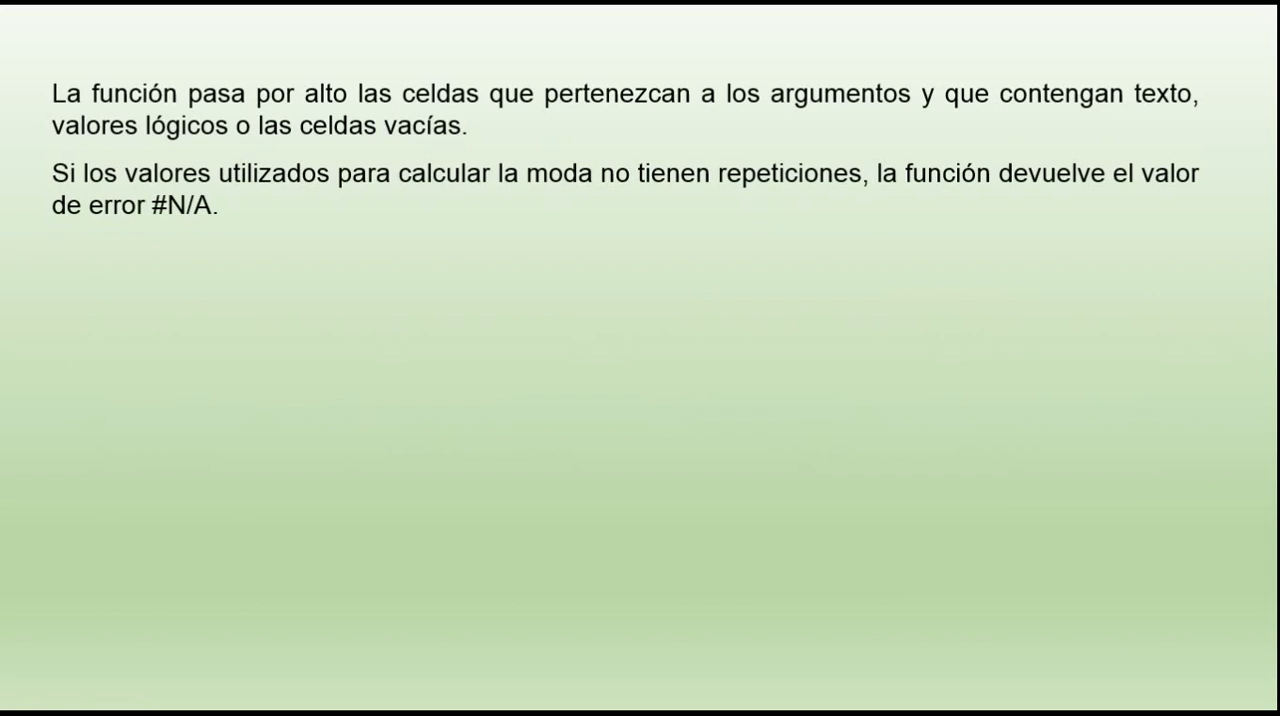 La función pasa por alto las celdas que pertenezcan a los argumentos y que contengan texto,
valores lógicos o las celdas vacías.
Si los valores utilizados para calcular la moda no tienen repeticiones, la función devuelve el valor
de error #N/A.